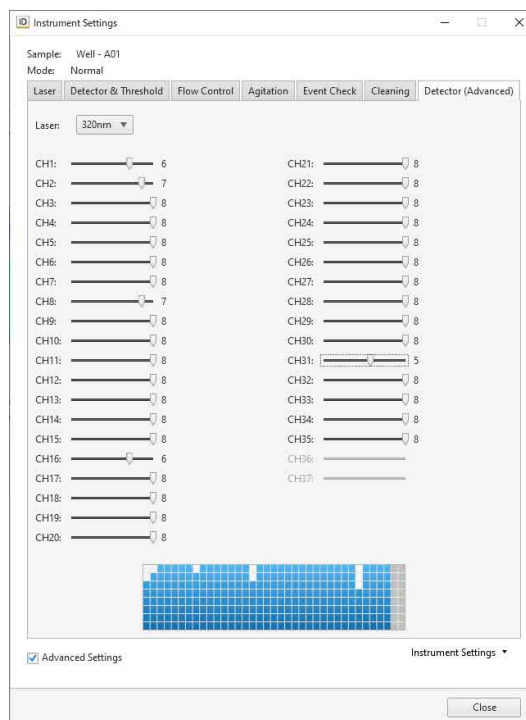 ID Instrument Settings
Sample: Well - A01
Mode: Normal
Laser Detector & Threshold Flow Control Agitation Event Check Cleaning Detector (Advanced)
Laser: 320nm
CH1: 6
CH2: 7
CH3: 8
CH4: 8
CH5: 8
CH6: 8
CH7: 8
CH8: 7
CH9: 8
CH10: 8
CH11: 8
CH12: 8
CH13: 8
CH14: 8
CH15: 8
CH16: 6
CH17: 8
CH18: 8
CH19: 8
CH20: 8
CH21: 8
CH22: 8
CH23: 8
CH24: 8
CH25: 8
CH26: 8
CH27: 8
CH28: 8
CH29: 8
CH30: 8
CH31: 5
CH32: 8
CH33: 8
CH34: 8
CH35: 8
CH36:
CH37:
Advanced Settings
Instrument Settings
Close